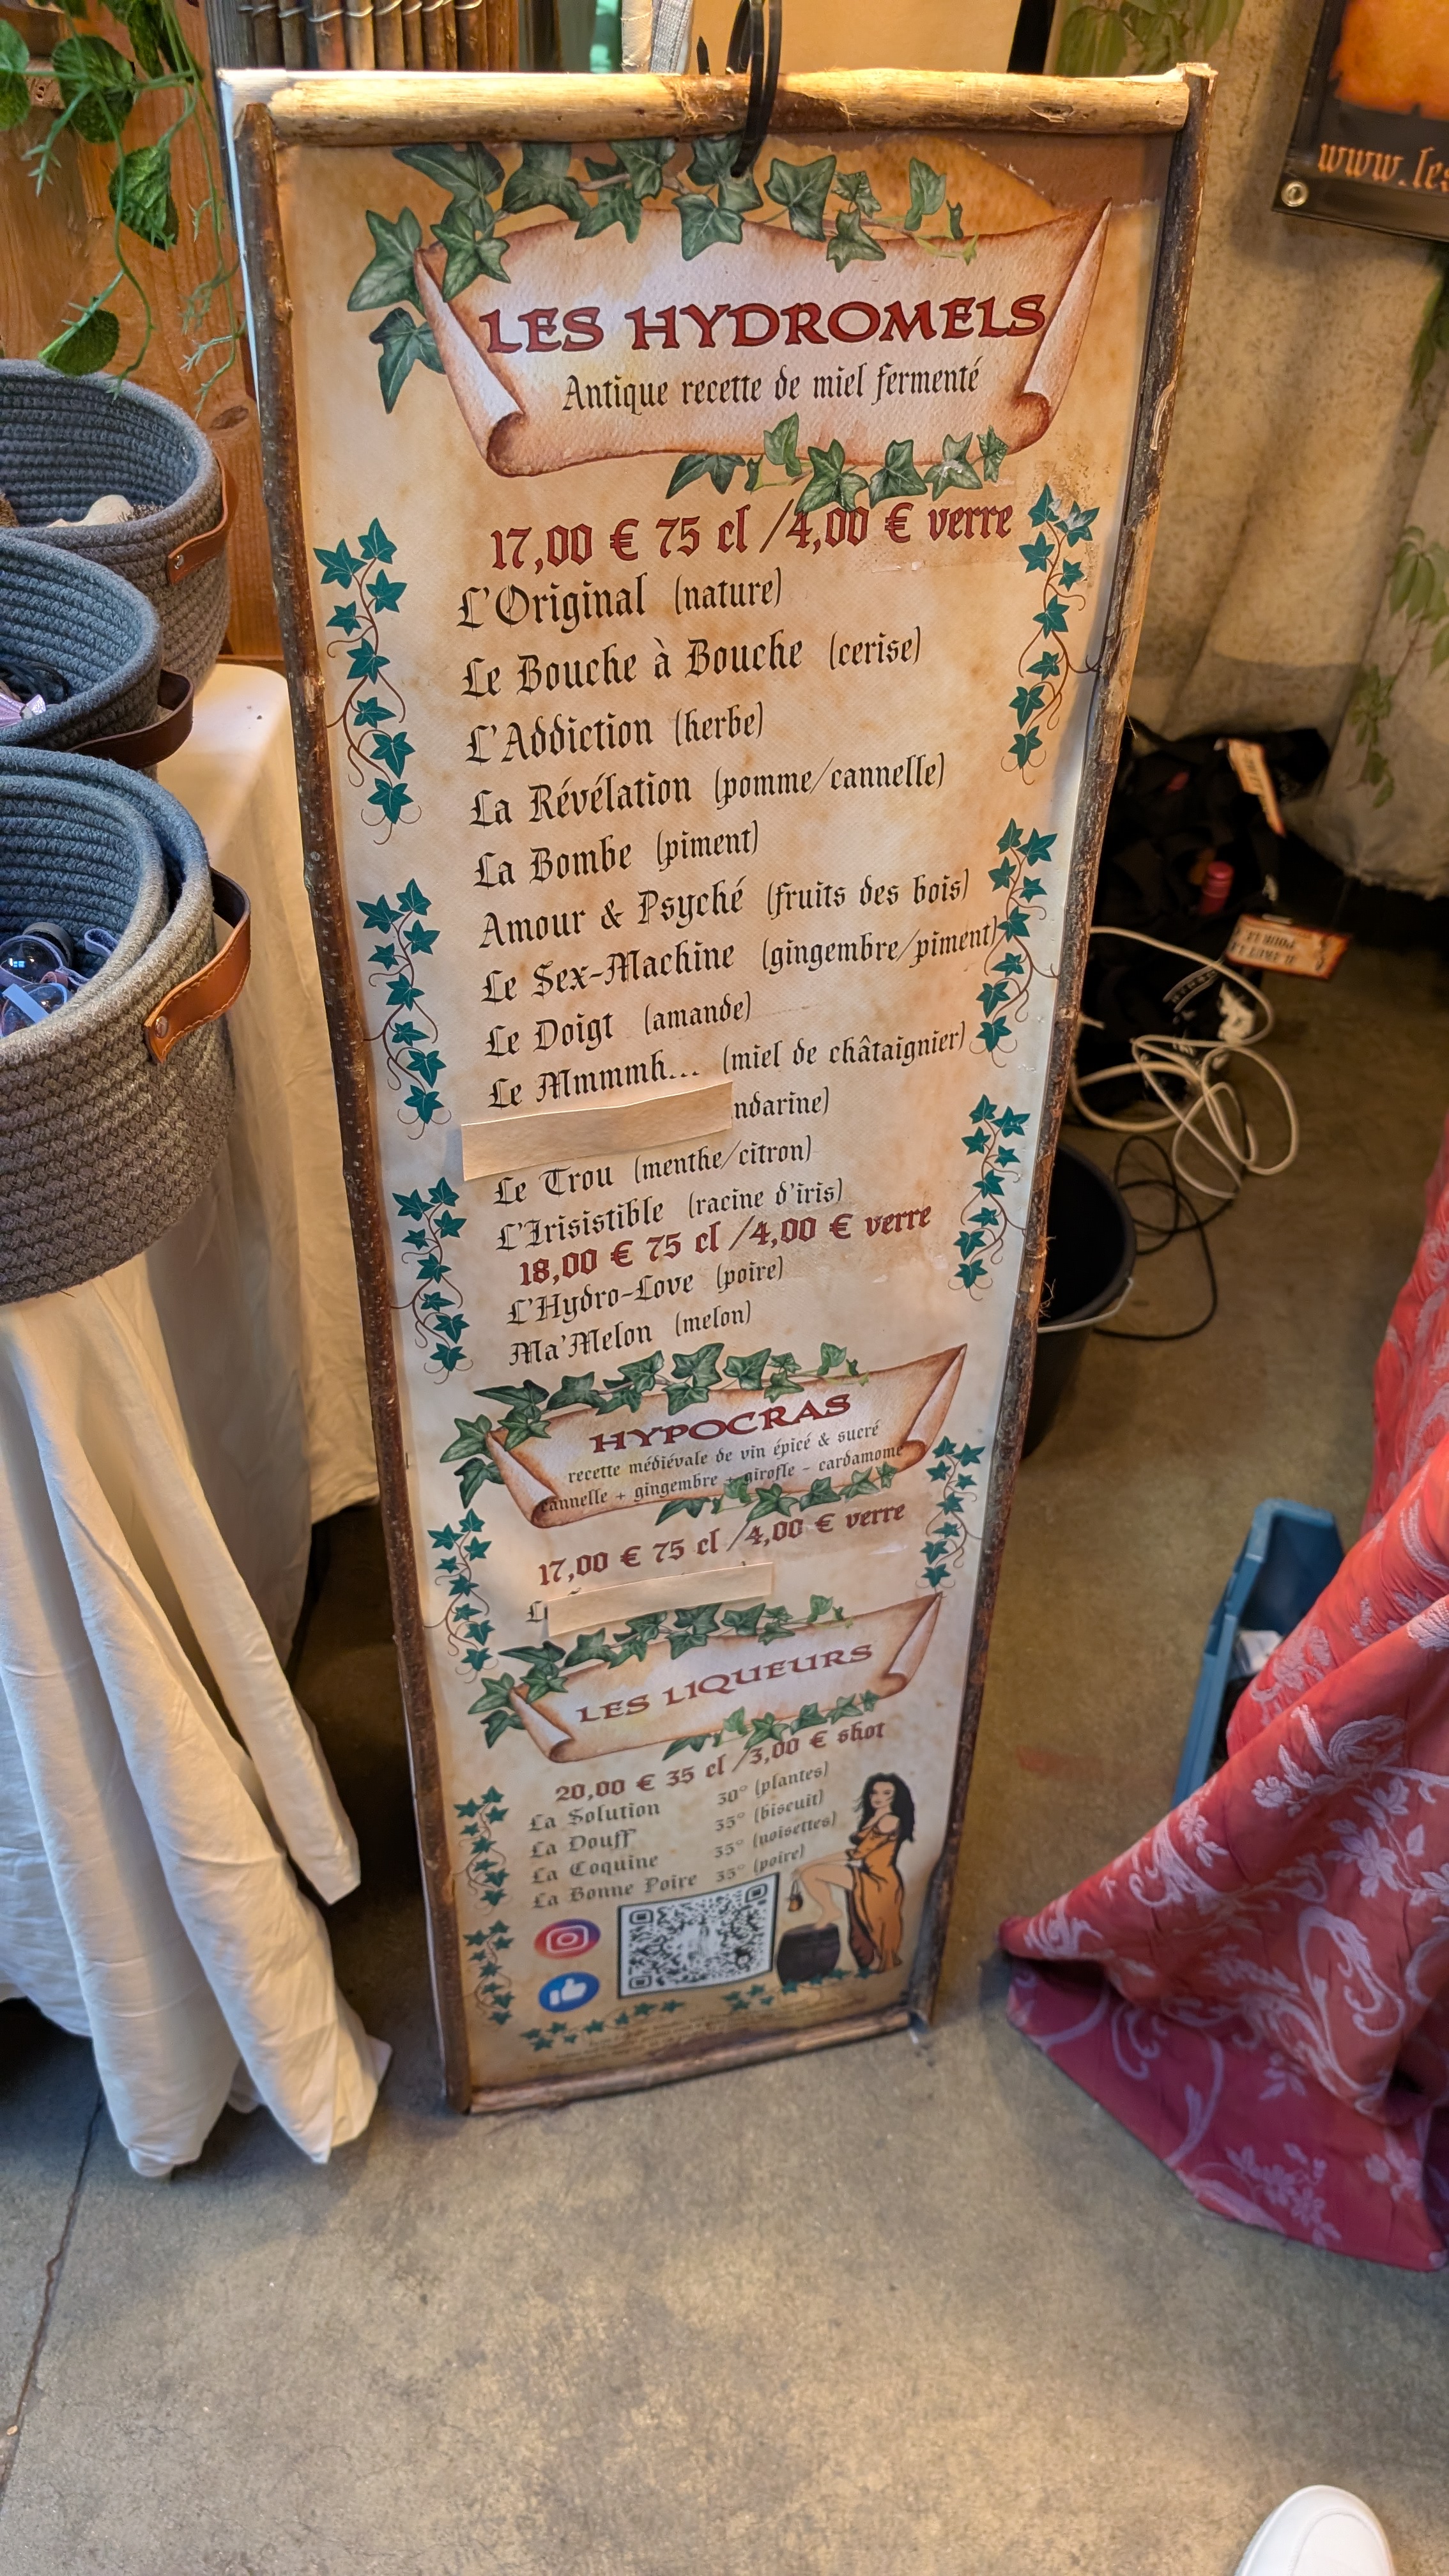 www.les
LES HYDROMELS
Antique recette de miel fermenté
17,00 € 75 cl /4,00 € verre
L'Original (nature)
Le Bouche à Bouche (cerise)
L'Addiction (herbe)
La Révélation (pomme/cannelle)
La Bombe (piment)
Amour & Psyché (fruits des bois)
Le Sex-Machine (gingembre/piment)
Le Doigt (amande)
Le Mmmmh... (miel de châtaignier)
ndarine)
Le Trou (menthe/citron)
L'Irisistible (racine d'iris)
18,00 € 75 cl /4,00 € verre
L'Hydro-Love (poire)
Ma'Melon (melon)
HYPOCRAS
recette médiévale de vin épicé & sucré
cannelle + gingembre + girofle - cardamome
17,00 € 75 cl /4,00 € verre
LES LIQUEURS
20,00 € 35 cl /3,00 € shot
La Solution 30° (plantes)
La Douff 35° (biscuit)
La Coquine 35° (noisettes)
La Bonne Poire 35° (poire)